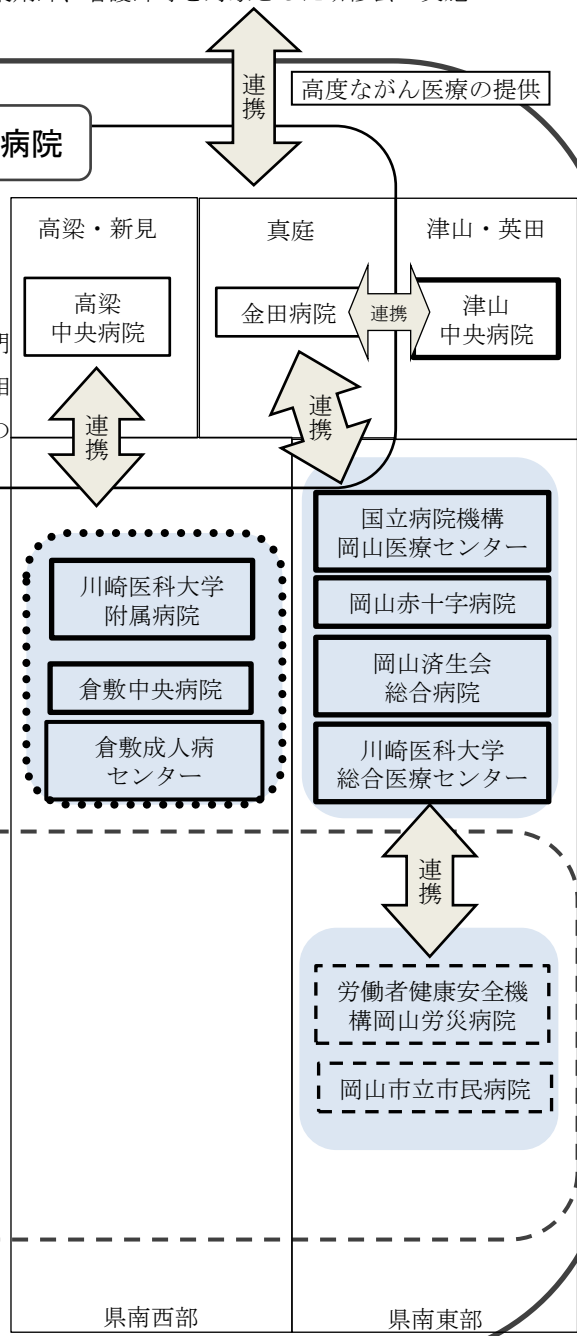 連携
高度ながん医療の提供
病院
高梁・新見
真庭
津山・英田
高梁
中央病院
金田病院
連携
津山
中央病院
連携
連携
国立病院機構
岡山医療センター
岡山赤十字病院
岡山済生会
総合病院
川崎医科大学
総合医療センター
川崎医科大学
附属病院
倉敷中央病院
倉敷成人病
センター
連携
労働者健康安全機
構岡山労災病院
岡山市立市民病院
県南西部
県南東部